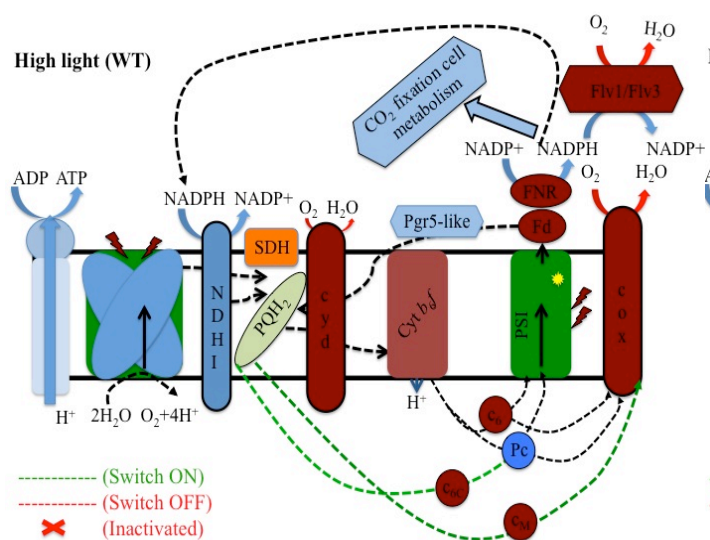 High light (WT)
O2
H2O
Flv1/Flv3
CO2 fixation cell
metabolism
NADP+
NADPH
NADP+
ADP
ATP
NADPH
NADP+
O2
H2O
FNR
O2
H2O
Pgr5-like
Fd
SDH
NDHI
PQH2
cyd
Cyt b6f
PSI
cox
H+
2H2O
O2+4H+
H+
c6
Pc
c6C
cM
(Switch ON)
(Switch OFF)
(Inactivated)